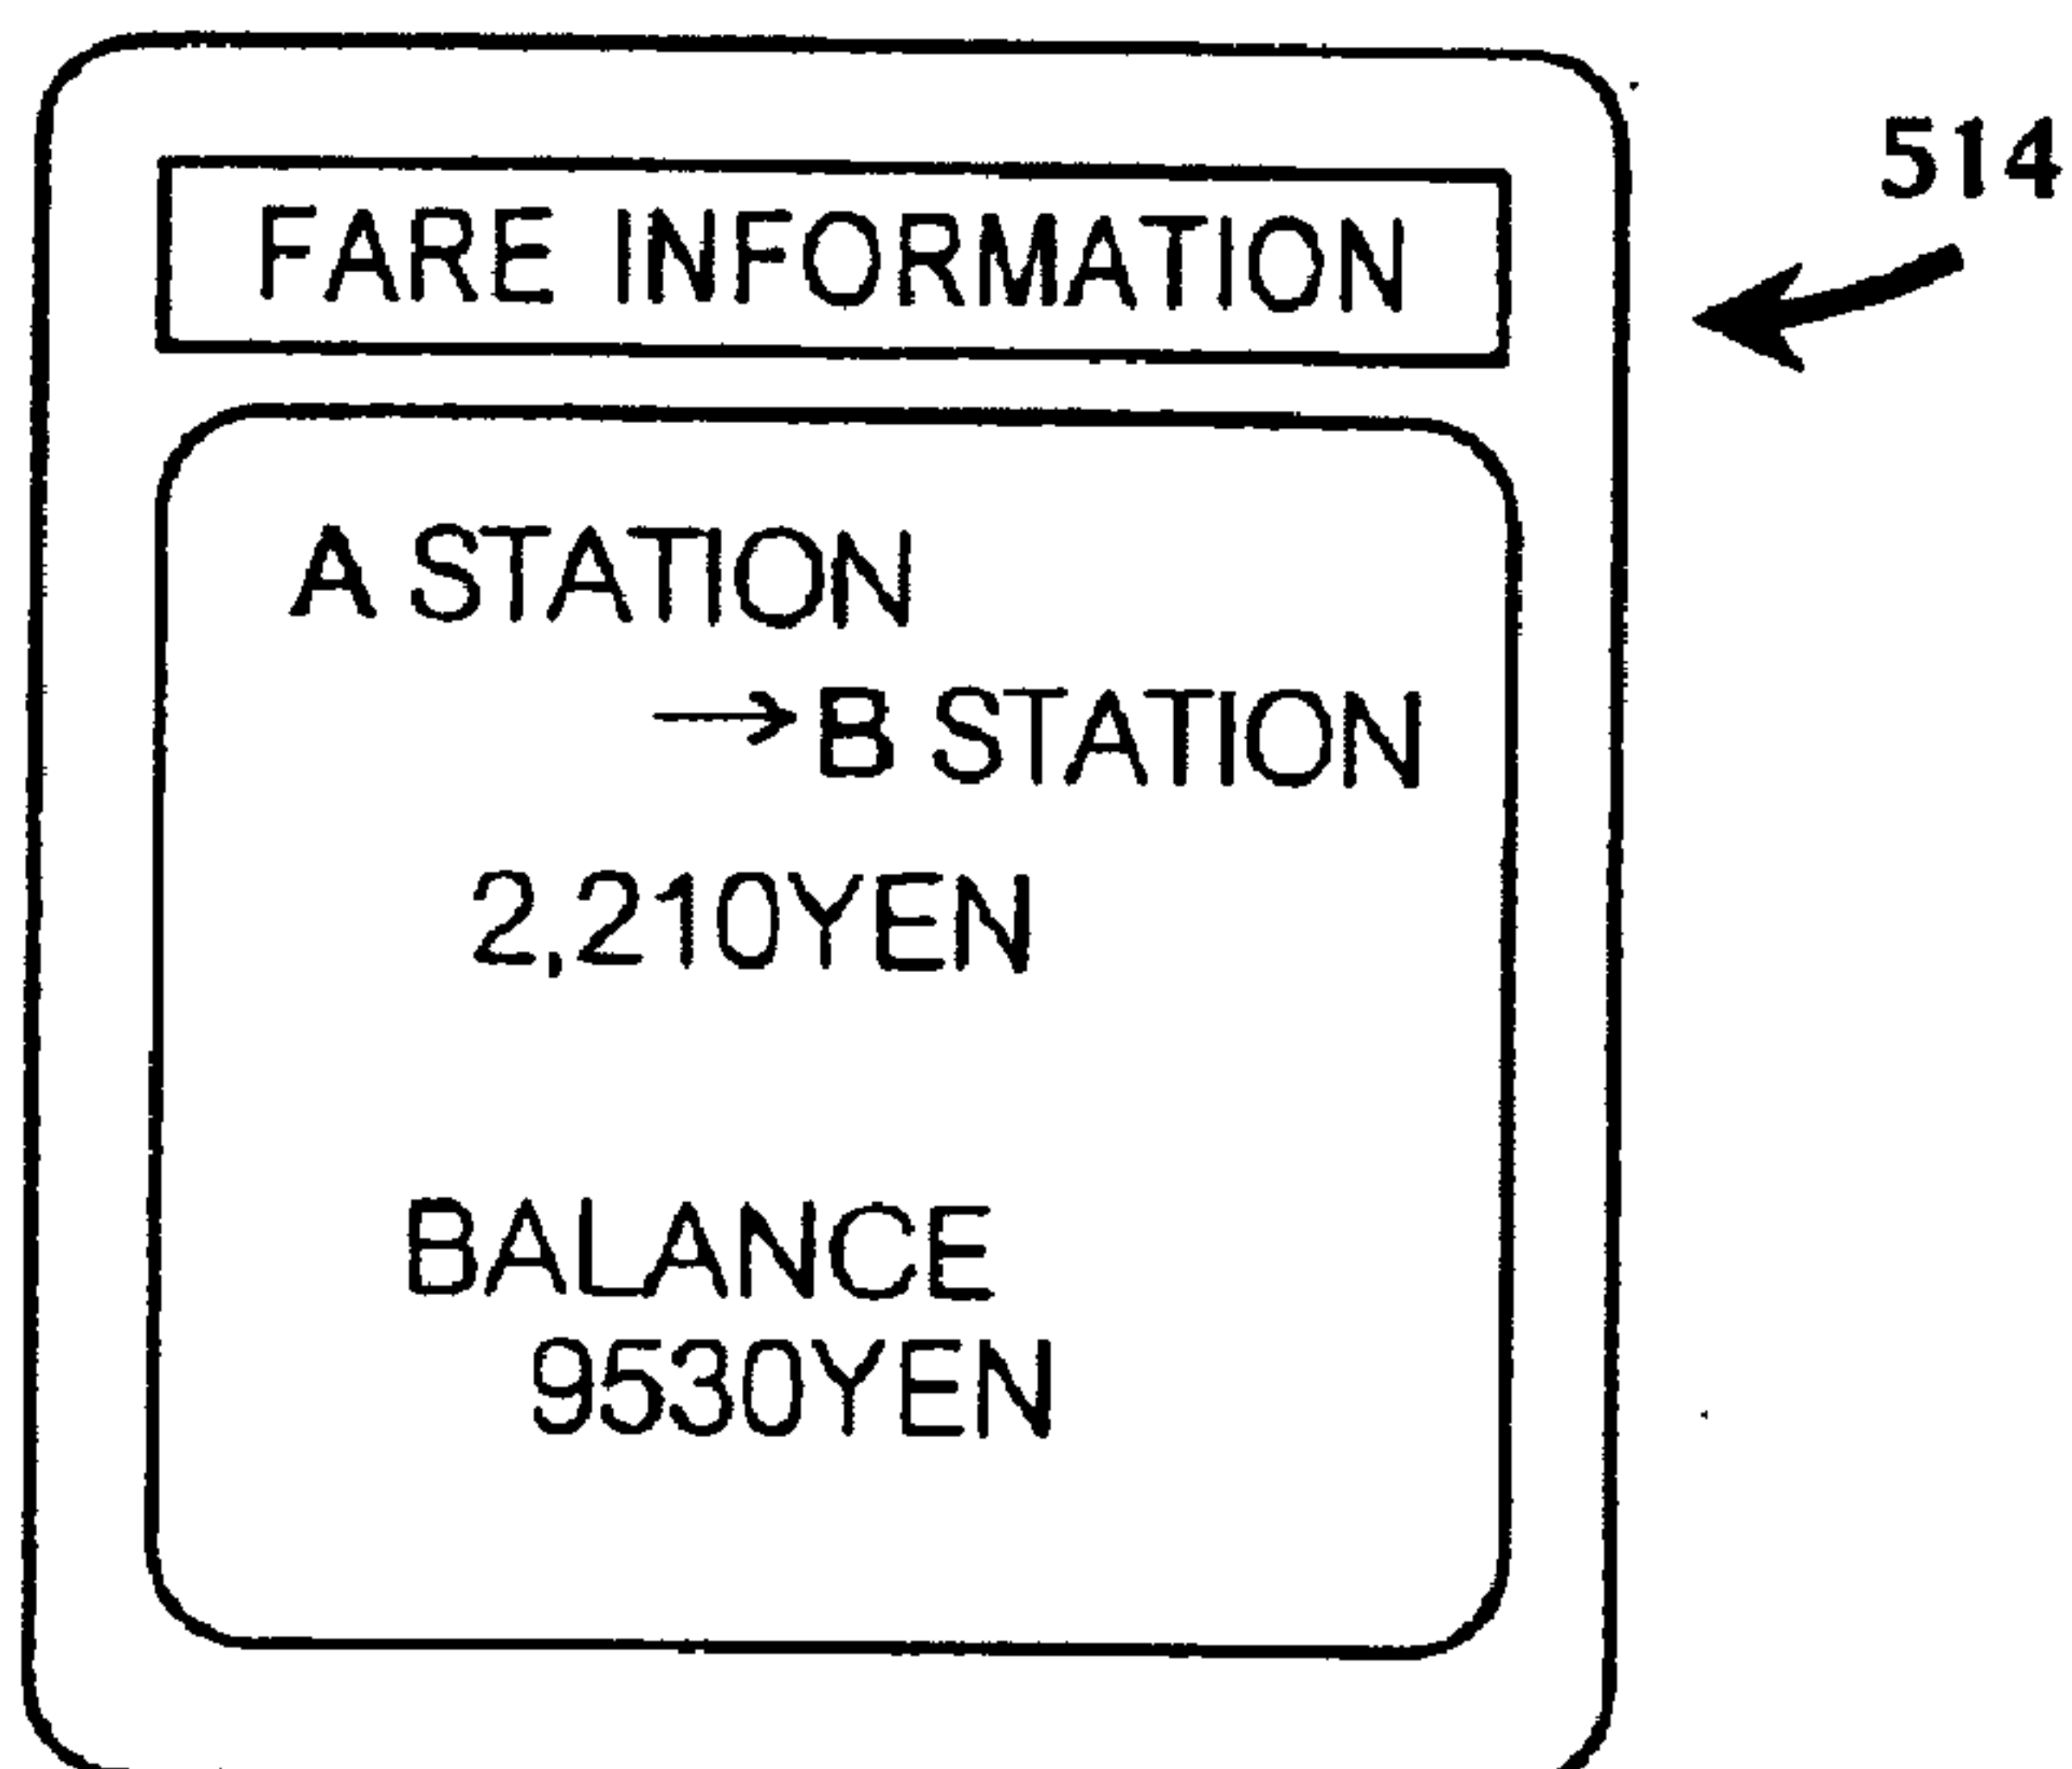 FARE INFORMATION
514
A STATION
→B STATION
2,210YEN
BALANCE
9530YEN